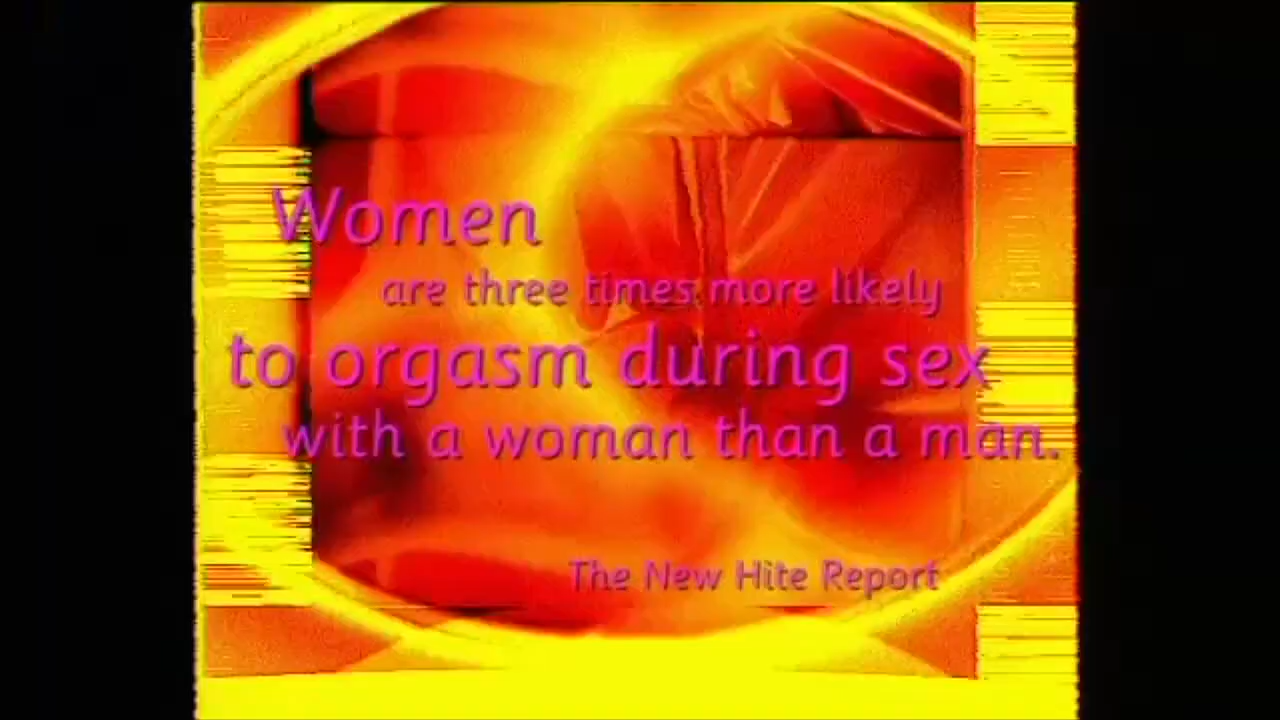 Women
are three times more likely
to orgasm during sex
with a woman than a man.
The New Hite Report